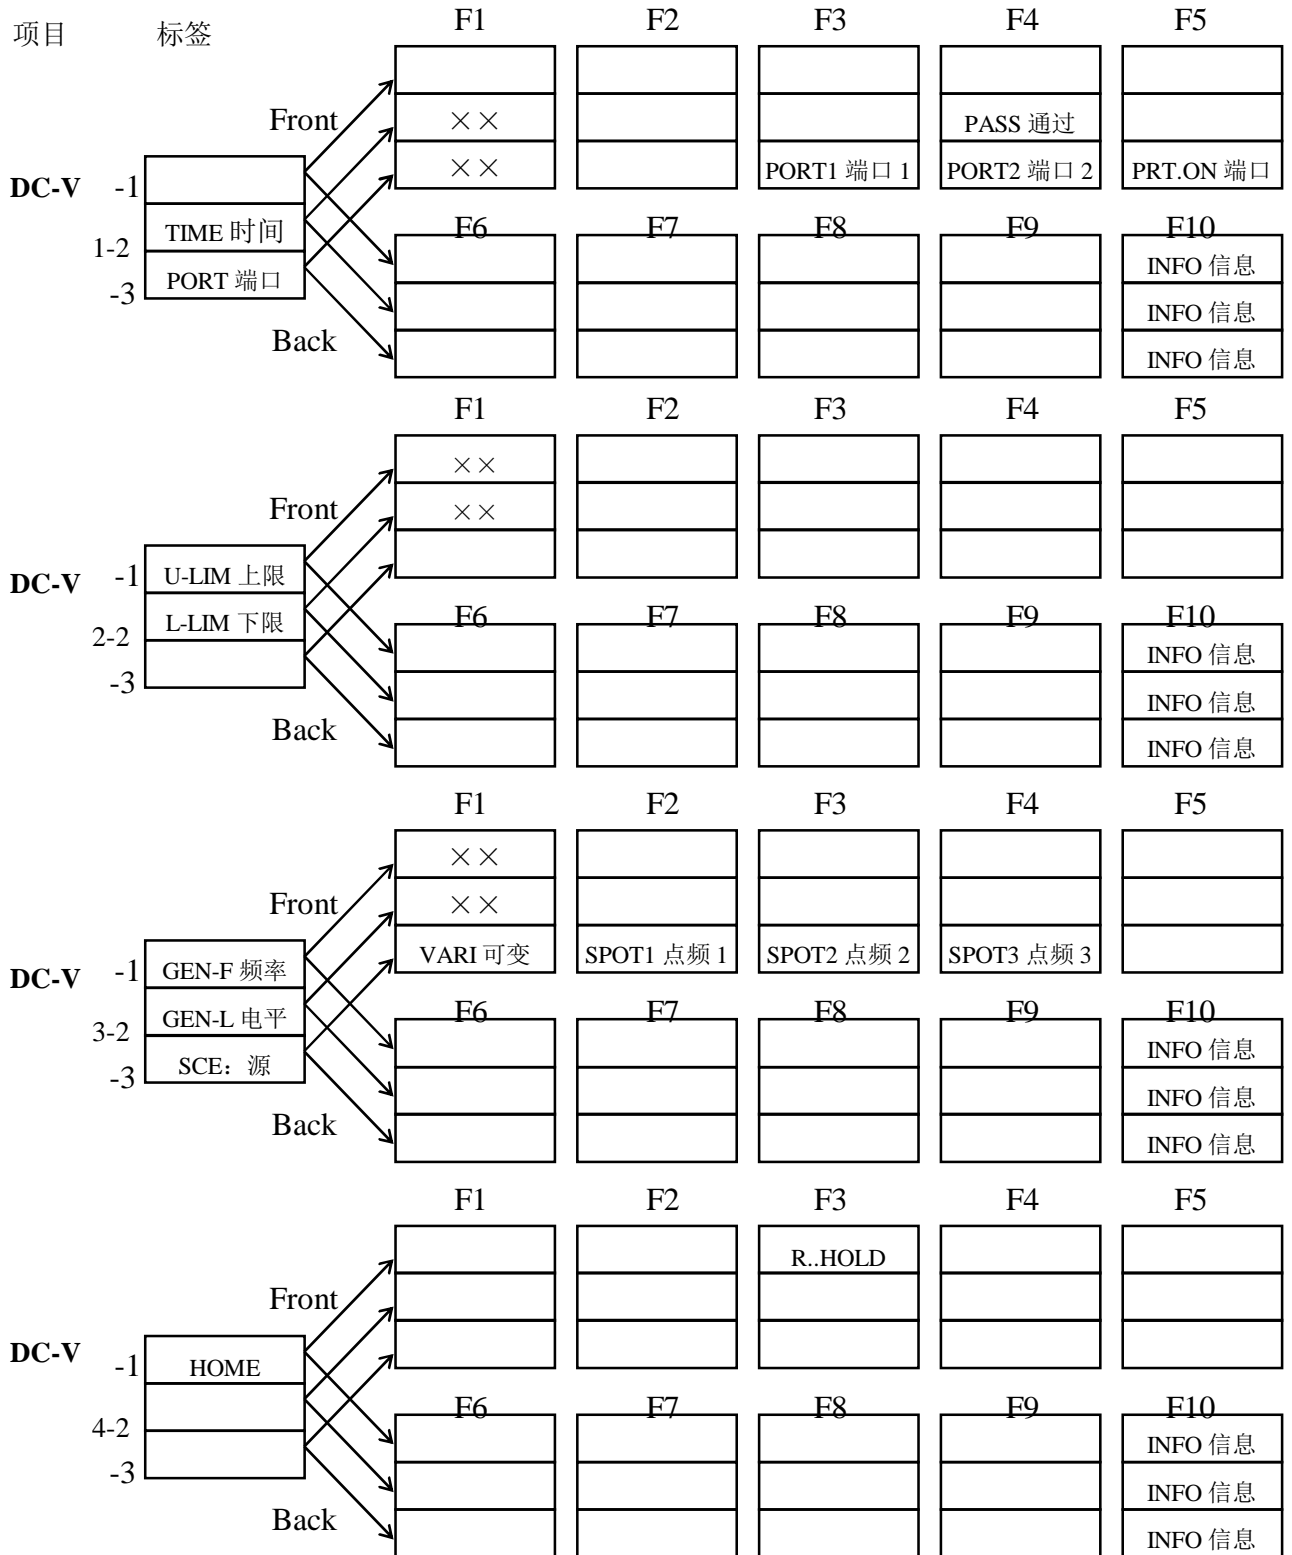 项目 标签 F1 F2 F3 F4 F5
Front ×× PASS 通过
DC-V -1 ×× PORT1 端口 1 PORT2 端口 2 PRT.ON 端口
1-2 TIME 时间 F6 F7 F8 F9 F10
-3 PORT 端口 INFO 信息
INFO 信息
Back INFO 信息
F1 F2 F3 F4 F5
××
Front ××
DC-V -1 U-LIM 上限
2-2 L-LIM 下限 F6 F7 F8 F9 F10
-3 INFO 信息
INFO 信息
Back INFO 信息
F1 F2 F3 F4 F5
××
Front ××
VARI 可变 SPOT1 点频 1 SPOT2 点频 2 SPOT3 点频 3
DC-V -1 GEN-F 频率
3-2 GEN-L 电平 F6 F7 F8 F9 F10
-3 SCE：源 INFO 信息
INFO 信息
Back INFO 信息
F1 F2 F3 F4 F5
R..HOLD
Front
DC-V -1 HOME
4-2 F6 F7 F8 F9 F10
-3 INFO 信息
INFO 信息
Back INFO 信息